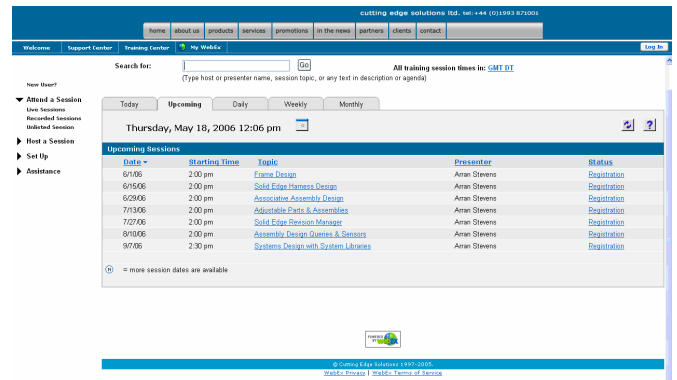 cutting edge solutions ltd. tel:+44 (0)1993 871001
home about us products services promotions in the news partners clients contact
Welcome Support Center Training Center My WebEx Log In
Search for: Go All training session times in: GMT DT
(Type host or presenter name, session topic, or any text in description or agenda)
New User?
Attend a Session
Live Sessions
Recorded Sessions
Unlisted Session
Host a Session
Set Up
Assistance
Today Upcoming Daily Weekly Monthly
Thursday, May 18, 2006 12:06 pm ?
Upcoming Sessions
Date Starting Time Topic Presenter Status
6/1/06 2:00 pm Frame Design Arran Stevens Registration
6/15/06 2:00 pm Solid Edge Harness Design Arran Stevens Registration
6/29/06 2:00 pm Associative Assembly Design Arran Stevens Registration
7/13/06 2:00 pm Adjustable Parts & Assemblies Arran Stevens Registration
7/27/06 2:00 pm Solid Edge Revision Manager Arran Stevens Registration
8/10/06 2:00 pm Assembly Design Queries & Sensors Arran Stevens Registration
9/7/06 2:30 pm Systems Design with System Libraries Arran Stevens Registration
= more session dates are available
POWERED BY WebEx
© Cutting Edge Solutions 1997-2005.
WebEx Privacy | WebEx Terms of Service